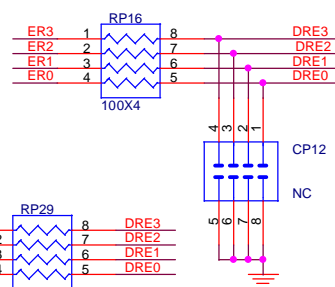 RP16
ER3 1 8 DRE3
ER2 2 7 DRE2
ER1 3 6 DRE1
ER0 4 5 DRE0
100X4
4 3 2 1
CP12
NC
5 6 7 8
RP29
8 DRE3
7 DRE2
6 DRE1
5 DRE0